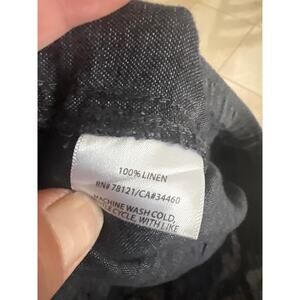 100% LINEN
RN# 78121/CA#34460
MACHINE WASH COLD,
CYCLE, WITH LIKE